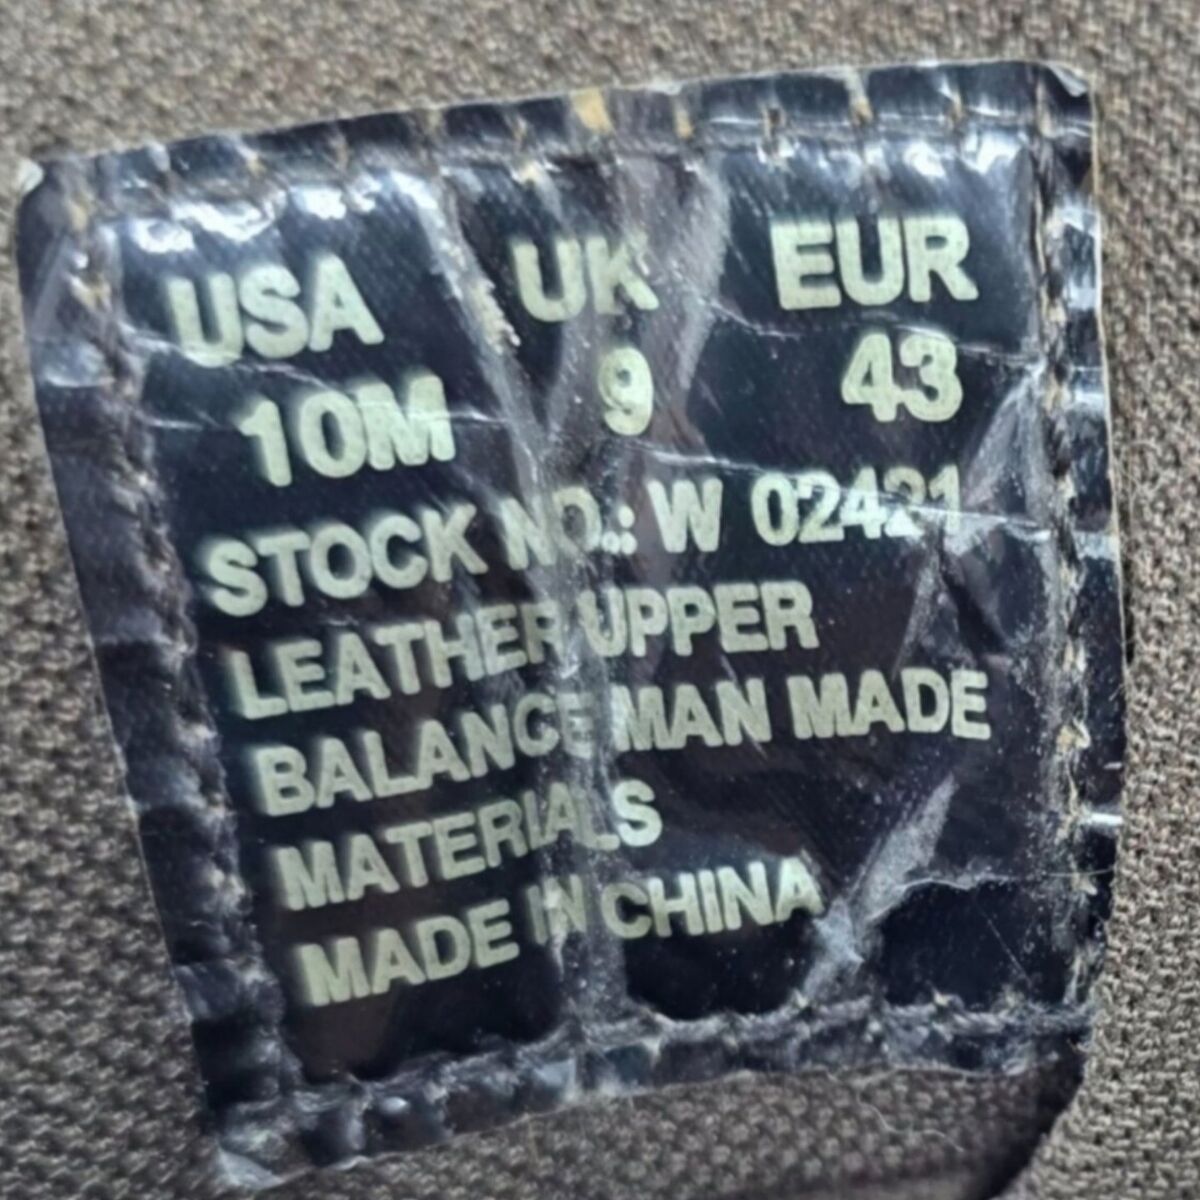 USA UK EUR
10M 9 43
STOCK NO.: W 02421
LEATHER UPPER
BALANCE MAN MADE
MATERIALS
MADE IN CHINA